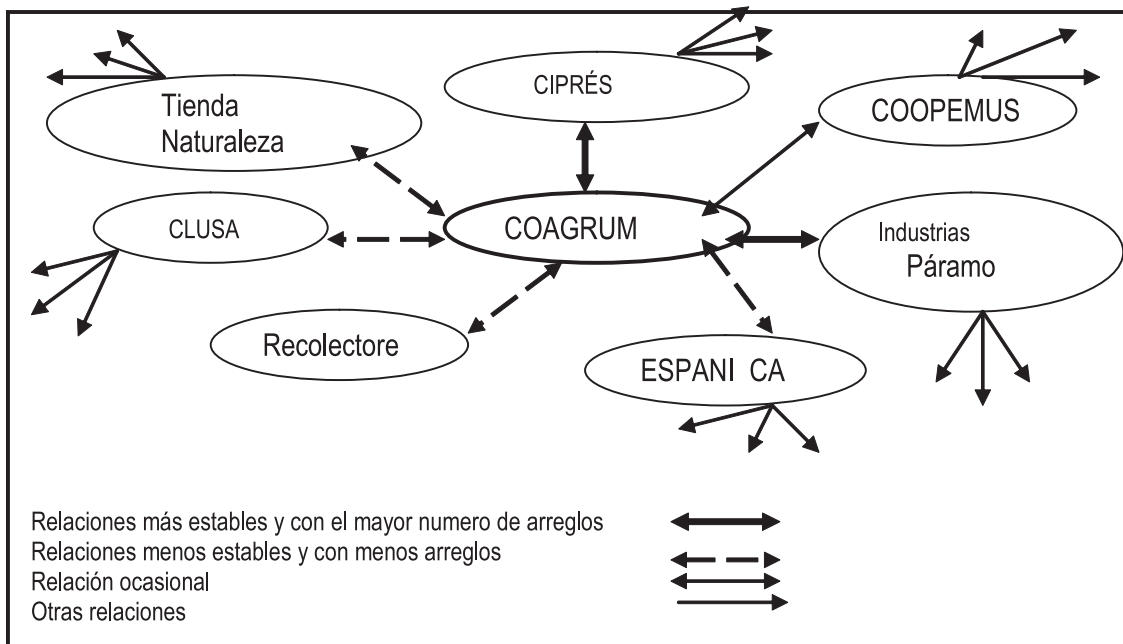 CIPRÉS
Tienda
Naturaleza
COOPEMUS
CLUSA
COAGRUM
Industrias
Páramo
Recolectore
ESPANI CA
Relaciones más estables y con el mayor numero de arreglos
Relaciones menos estables y con menos arreglos
Relación ocasional
Otras relaciones